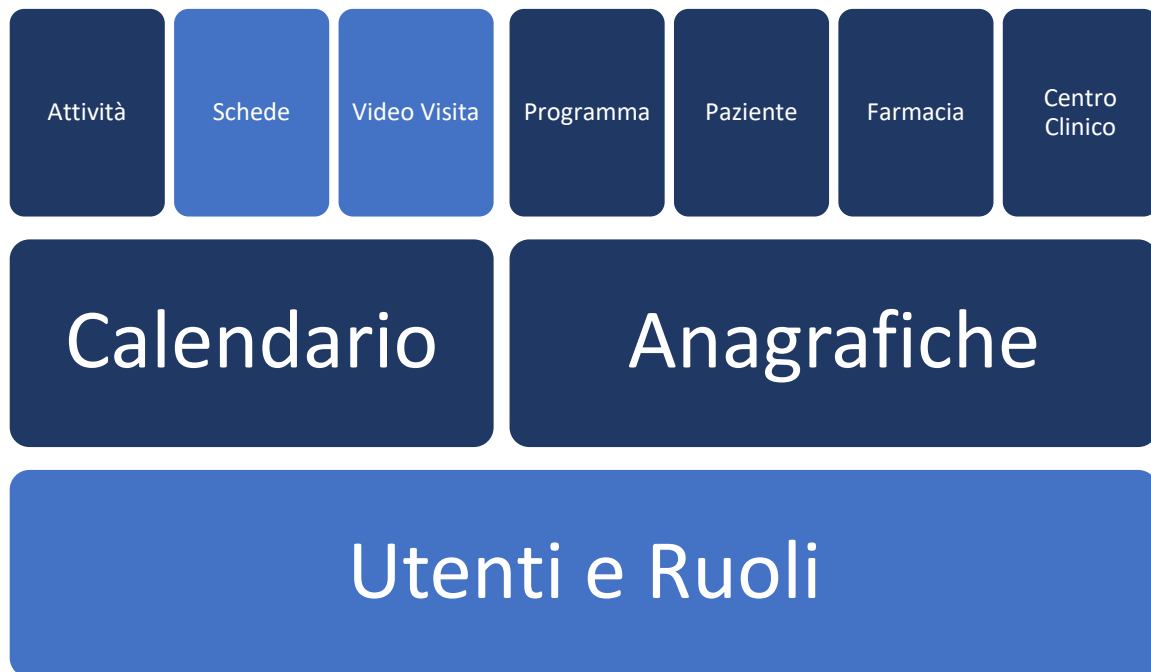 Attività
Schede
Video Visita
Programma
Paziente
Farmacia
Centro
Clinico
Calendario
Anagrafiche
Utenti e Ruoli